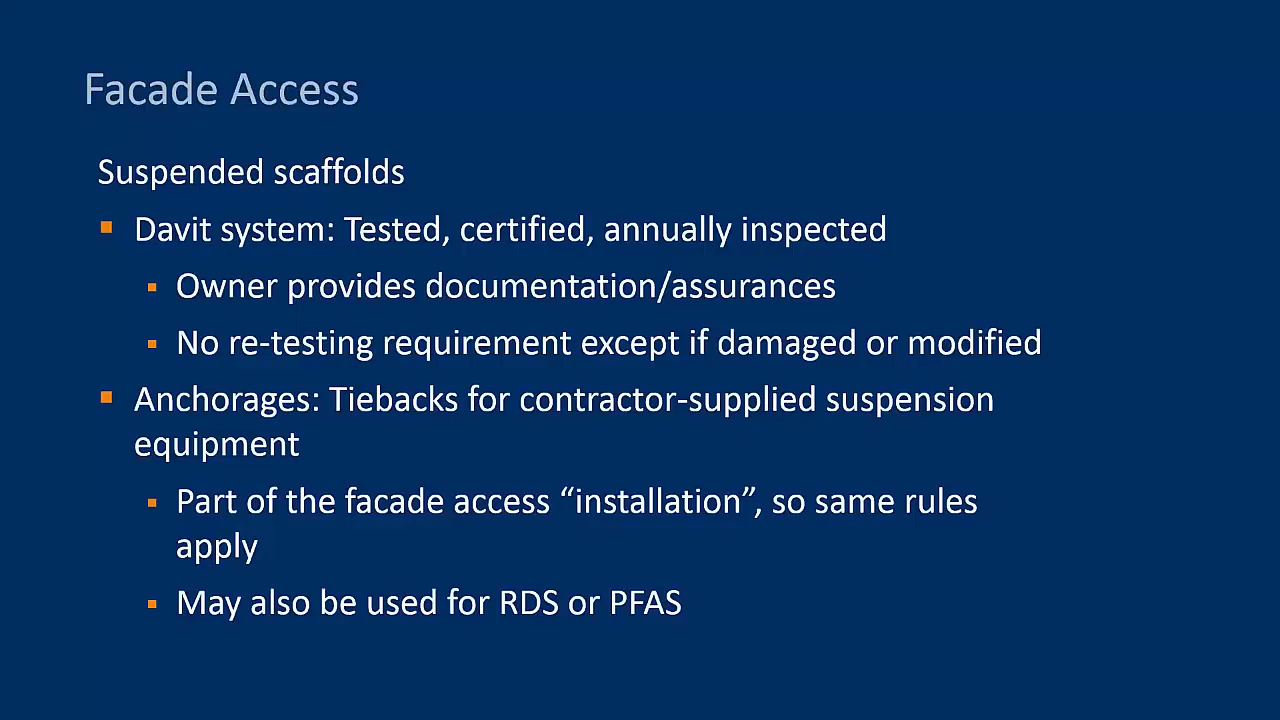 Facade Access
Suspended scaffolds
Davit system: Tested, certified, annually inspected
Owner provides documentation/assurances
No re-testing requirement except if damaged or modified
Anchorages: Tiebacks for contractor-supplied suspension
equipment
Part of the facade access “installation”, so same rules
apply
May also be used for RDS or PFAS